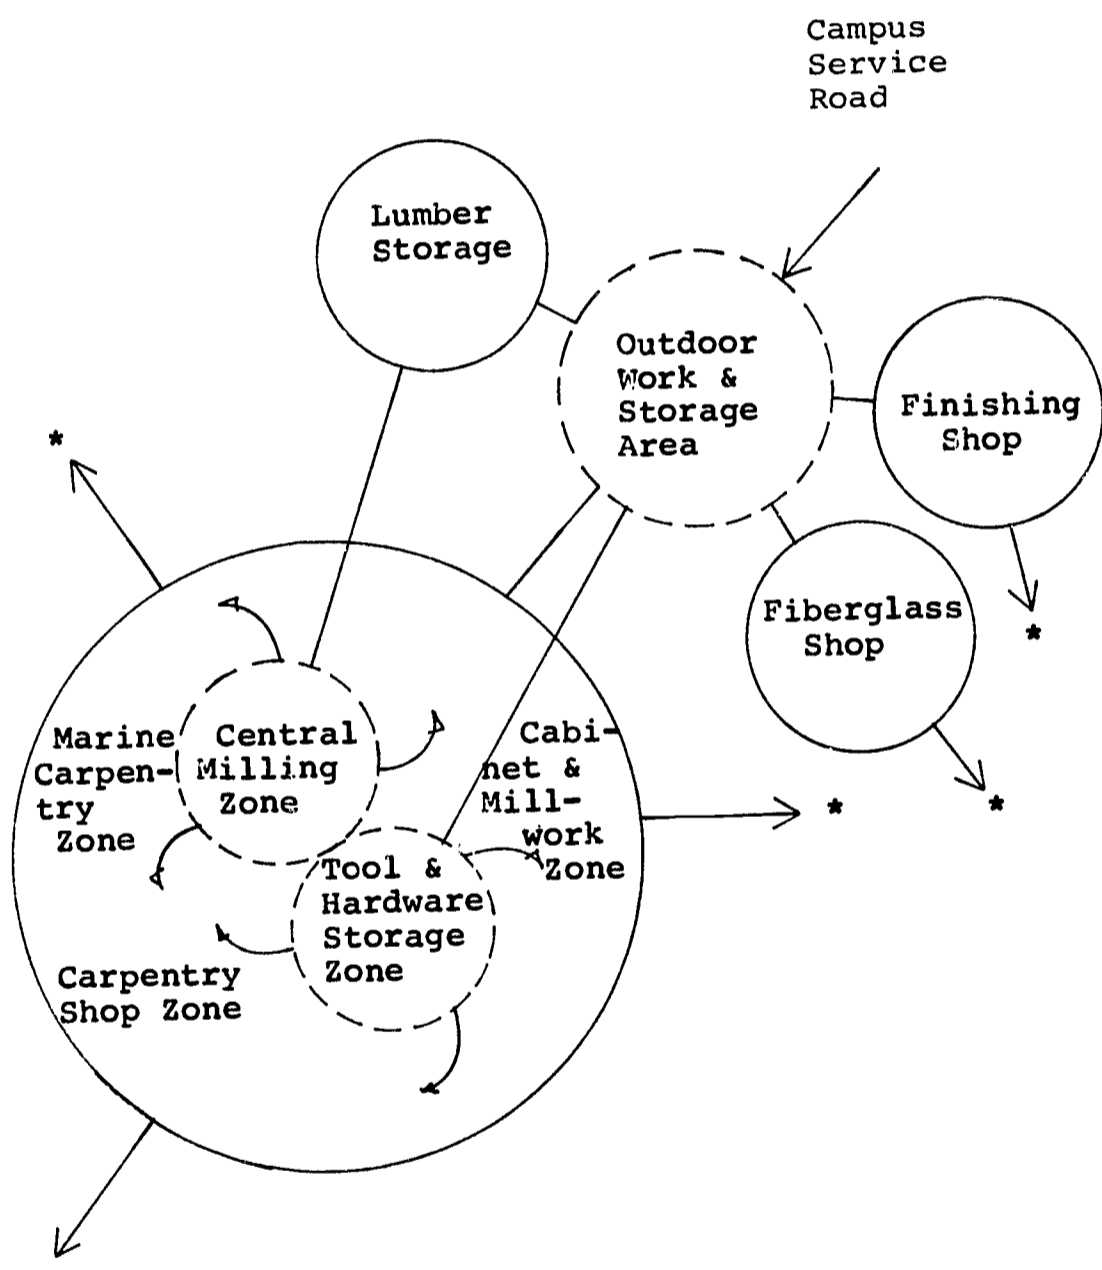 Campus
Service
Road
Lumber
Storage
Outdoor
Work &
Storage
Area
Finishing
Shop
*
Fiberglass
Shop
*
*
Marine
Carpen-
try
Zone
Central
Milling
Zone
Cabi-
net &
Mill-
work
Zone
*
*
Tool &
Hardware
Storage
Zone
Carpentry
Shop Zone